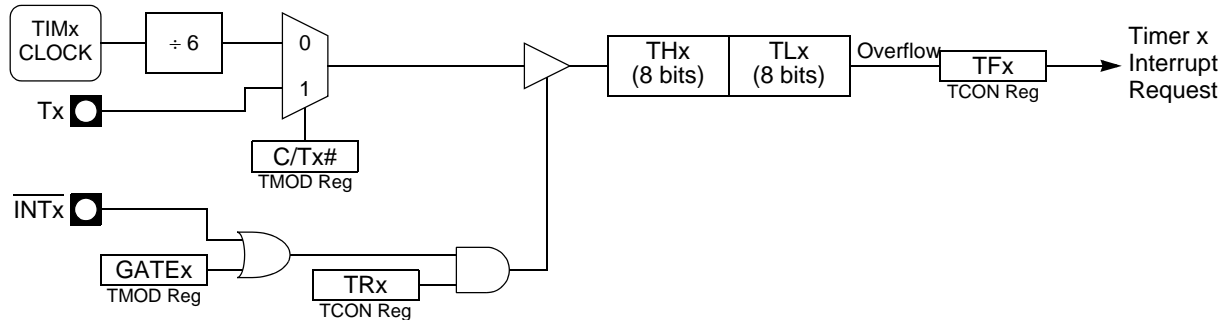 TIMx
CLOCK
÷ 6
0
1
Tx
C/Tx#
TMOD Reg
INTx
GATEx
TMOD Reg
TRx
TCON Reg
THx
(8 bits)
TLx
(8 bits)
Overflow
TFx
TCON Reg
Timer x
Interrupt
Request